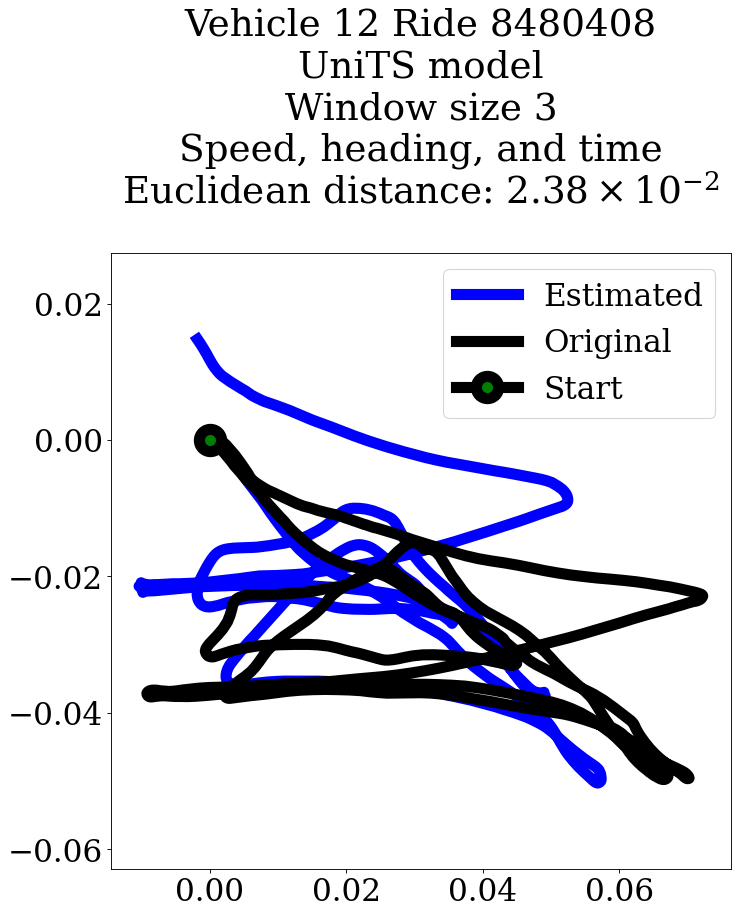 Vehicle 12 Ride 8480408
UniTS model
Window size 3
Speed, heading, and time
Euclidean distance: 2.38 × 10⁻²
Estimated
Original
Start
0.02
0.00
−0.02
−0.04
−0.06
0.00 0.02 0.04 0.06